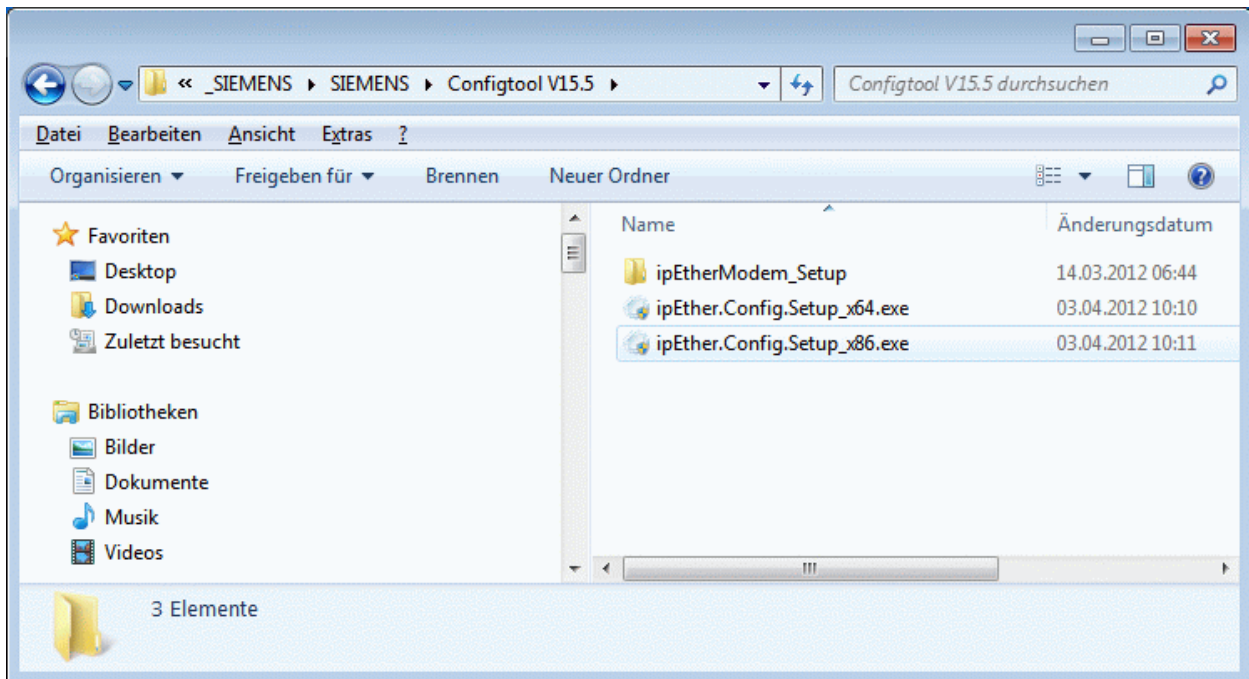 « _SIEMENS ▸ SIEMENS ▸ Configtool V15.5 ▸ Configtool V15.5 durchsuchen
Datei Bearbeiten Ansicht Extras ?
Organisieren Freigeben für Brennen Neuer Ordner
Favoriten
Desktop
Downloads
Zuletzt besucht
Bibliotheken
Bilder
Dokumente
Musik
Videos
Name Änderungsdatum
ipEtherModem_Setup 14.03.2012 06:44
ipEther.Config.Setup_x64.exe 03.04.2012 10:10
ipEther.Config.Setup_x86.exe 03.04.2012 10:11
3 Elemente